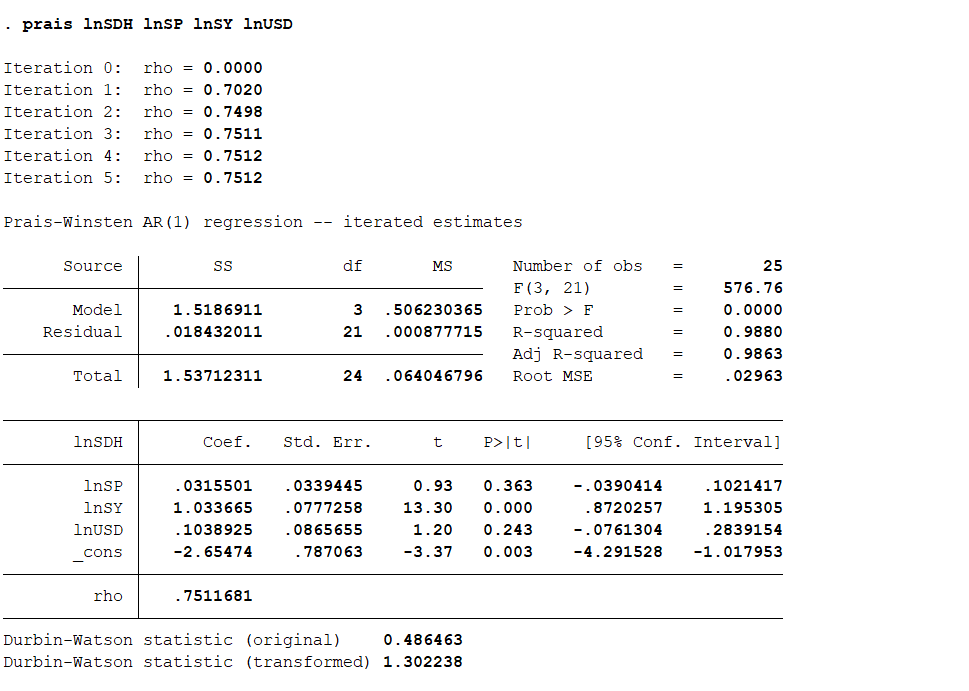 . prais lnSDH lnSP lnSY lnUSD
Iteration 0:  rho = 0.0000
Iteration 1:  rho = 0.7020
Iteration 2:  rho = 0.7498
Iteration 3:  rho = 0.7511
Iteration 4:  rho = 0.7512
Iteration 5:  rho = 0.7512
Prais-Winsten AR(1) regression -- iterated estimates
Source SS df MS Number of obs = 25
F(3, 21) = 576.76
Model 1.5186911 3 .506230365 Prob > F = 0.0000
Residual .018432011 21 .000877715 R-squared = 0.9880
Adj R-squared = 0.9863
Total 1.53712311 24 .064046796 Root MSE = .02963
lnSDH Coef. Std. Err. t P>|t| [95% Conf. Interval]
lnSP .0315501 .0339445 0.93 0.363 -.0390414 .1021417
lnSY 1.033665 .0777258 13.30 0.000 .8720257 1.195305
lnUSD .1038925 .0865655 1.20 0.243 -.0761304 .2839154
_cons -2.65474 .787063 -3.37 0.003 -4.291528 -1.017953
rho .7511681
Durbin-Watson statistic (original) 0.486463
Durbin-Watson statistic (transformed) 1.302238